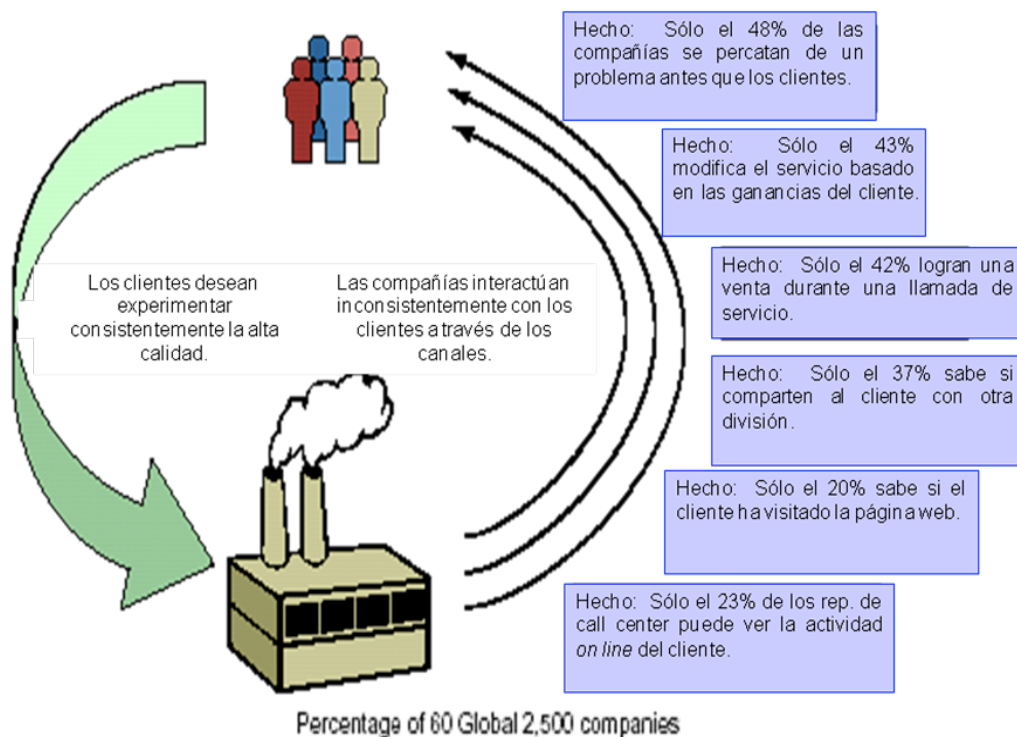 Hecho: Sólo el 48% de las
compañías se percatan de un
problema antes que los clientes.
Hecho: Sólo el 43%
modifica el servicio basado
en las ganancias del cliente.
Hecho: Sólo el 42% logran una
venta durante una llamada de
servicio.
Los clientes desean
experimentar
consistentemente la alta
calidad.
Las compañías interactúan
inconsistentemente con los
clientes a través de los
canales.
Hecho: Sólo el 37% sabe si
comparten al cliente con otra
división.
Hecho: Sólo el 20% sabe si el
cliente ha visitado la página web.
Hecho: Sólo el 23% de los rep. de
call center puede ver la actividad
on line del cliente.
Percentage of 60 Global 2,500 companies